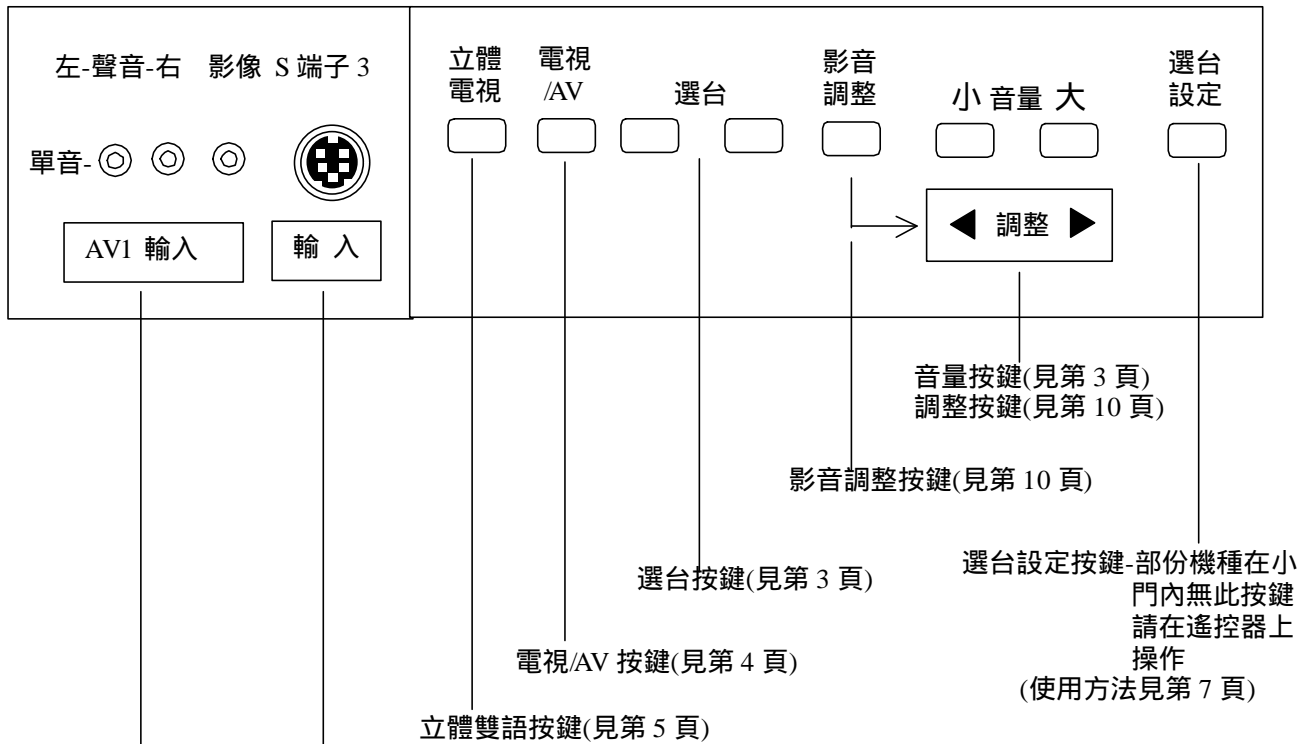 左-聲音-右 影像 S 端子 3
單音-
AV1 輸入
輸 入
立體
電視
電視
/AV
選台
影音
調整
小 音量 大
選台
設定
◀ 調整 ▶
音量按鍵(見第 3 頁)
調整按鍵(見第 10 頁)
影音調整按鍵(見第 10 頁)
選台按鍵(見第 3 頁)
選台設定按鍵-部份機種在小
門內無此按鍵
請在遙控器上
操作
(使用方法見第 7 頁)
電視/AV 按鍵(見第 4 頁)
立體雙語按鍵(見第 5 頁)